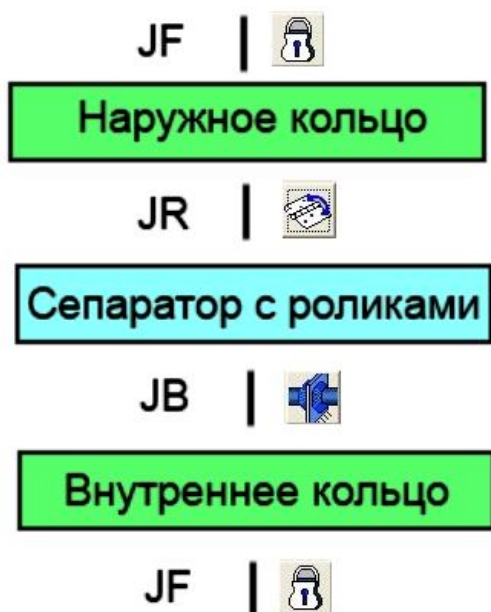 JF
Наружное кольцо
JR
Сепаратор с роликами
JB
Внутреннее кольцо
JF